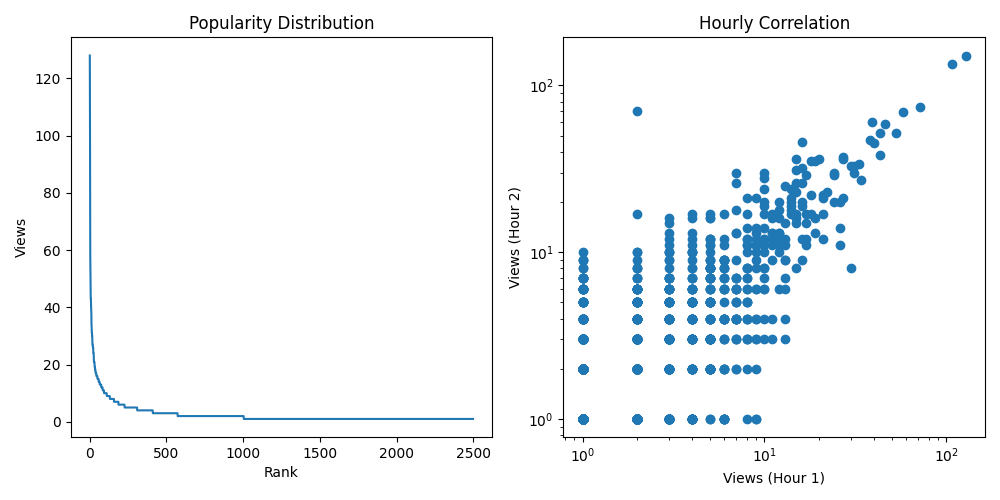 Popularity Distribution
Views
120
100
80
60
40
20
0
0 500 1000 1500 2000 2500
Rank
Hourly Correlation
Views (Hour 2)
10²
10¹
10⁰
10⁰ 10¹ 10²
Views (Hour 1)